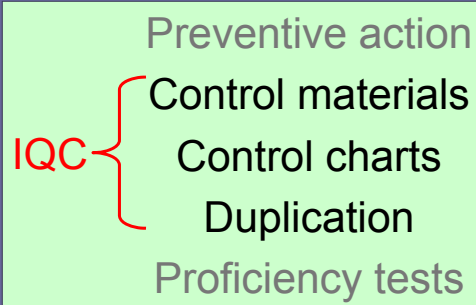 Preventive action
Control materials
IQC
Control charts
Duplication
Proficiency tests